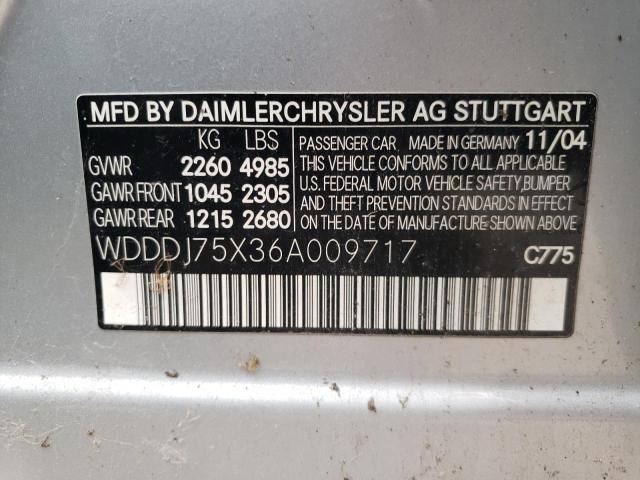 MFD BY DAIMLERCHRYSLER AG STUTTGART
KG LBS
GVWR 2260 4985
GAWR FRONT 1045 2305
GAWR REAR 1215 2680
PASSENGER CAR MADE IN GERMANY 11/04
THIS VEHICLE CONFORMS TO ALL APPLICABLE
U.S. FEDERAL MOTOR VEHICLE SAFETY, BUMPER
AND THEFT PREVENTION STANDARDS IN EFFECT
ON THE DATE OF MANUFACTURE SHOWN ABOVE
WDDDJ75X36A009717 C775